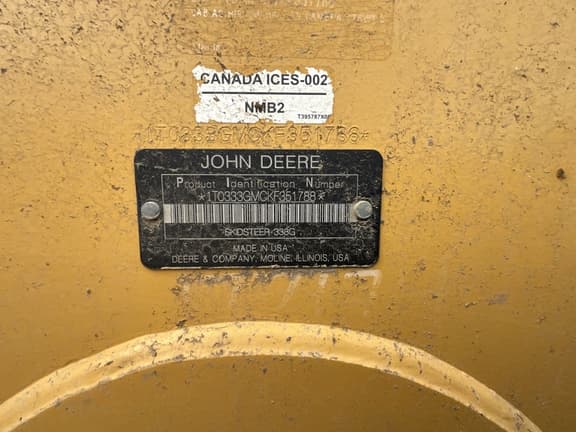 CANADA ICES-002
NMB2
*1T0333GMCKF351788*
JOHN DEERE
Product Identification Number
*1T0333GMCKF351788*
SKIDSTEER 333G
MADE IN USA
DEERE & COMPANY, MOLINE, ILLINOIS, USA